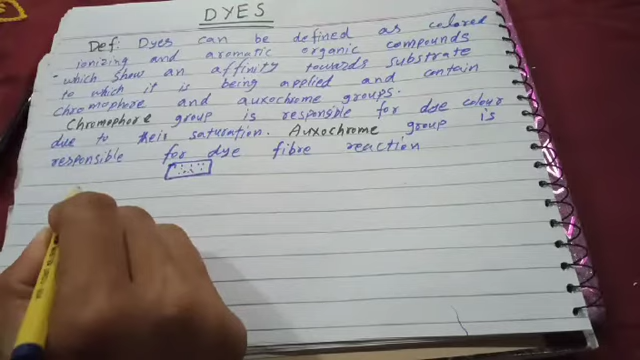 DYES
Def: Dyes can be defined as colored
ionizing and aromatic organic compounds
which show an affinity towards substrate
to which it is being applied and contain
chromophore and auxochrome groups.
Chromophore group is responsible for dye colour
due to their saturation. Auxochrome group is
responsible for dye fibre reaction